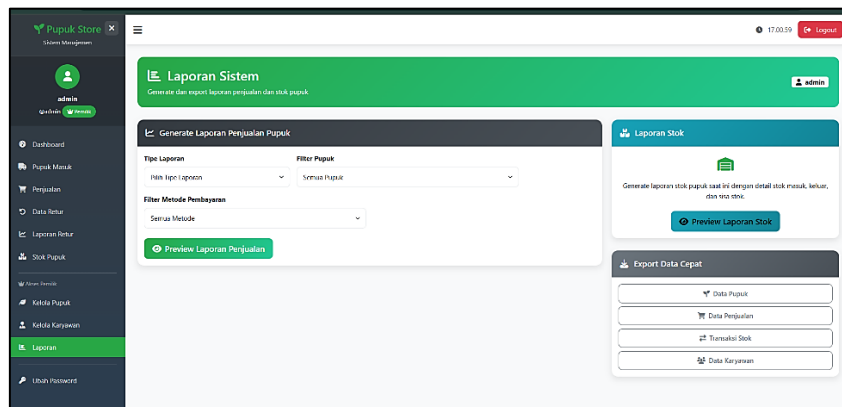 Pupuk Store
Sistem Manajemen
admin
@admin Pemilik
Dashboard
Pupuk Masuk
Penjualan
Data Retur
Laporan Retur
Stok Pupuk
Pemilik
Kelola Pupuk
Kelola Karyawan
Laporan
Ubah Password
17.00.59 Logout
Laporan Sistem
Generate dan export laporan penjualan dan stok pupuk
admin
Generate Laporan Penjualan Pupuk
Tipe Laporan Filter Pupuk
Pilih Tipe Laporan Semua Pupuk
Filter Metode Pembayaran
Semua Metode
Preview Laporan Penjualan
Laporan Stok
Generate laporan stok pupuk saat ini dengan detail stok masuk, keluar,
dan sisa stok.
Preview Laporan Stok
Export Data Cepat
Data Pupuk
Data Penjualan
Transaksi Stok
Data Karyawan